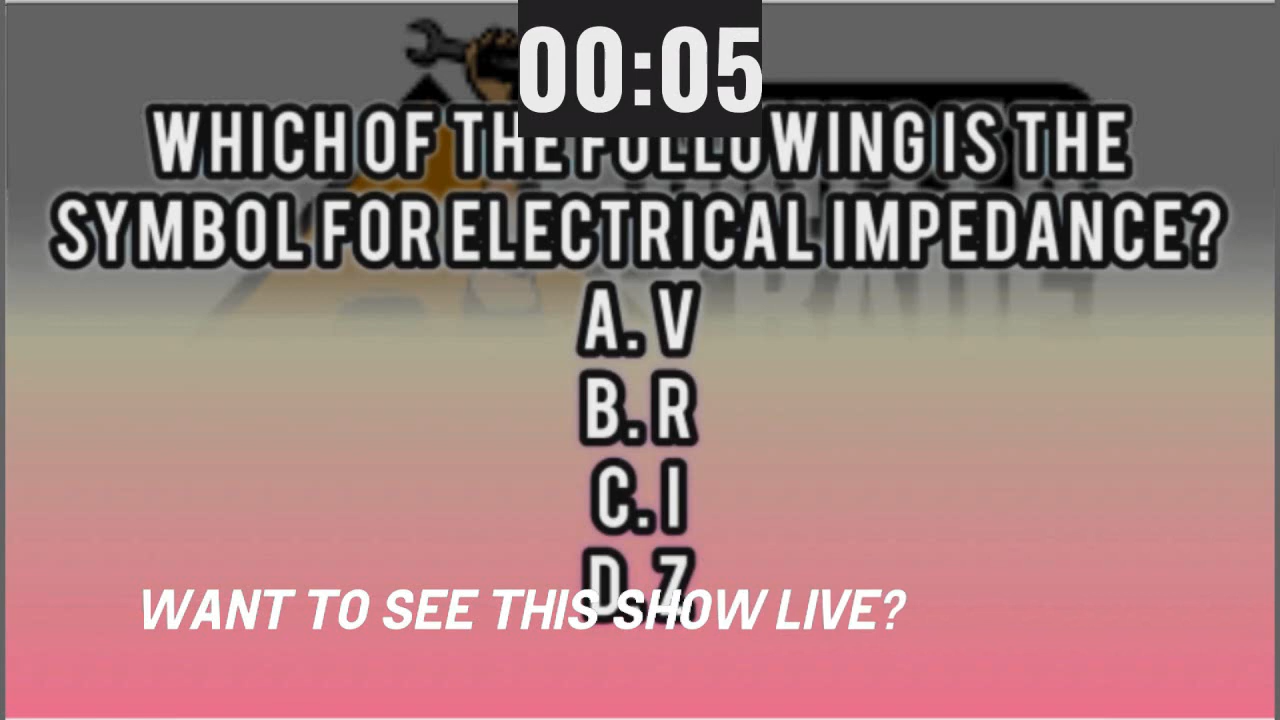 00:05
WHICH OF THE FOLLOWING IS THE
SYMBOL FOR ELECTRICAL IMPEDANCE?
A. V
B. R
C. I
D. Z
WANT TO SEE THIS SHOW LIVE?